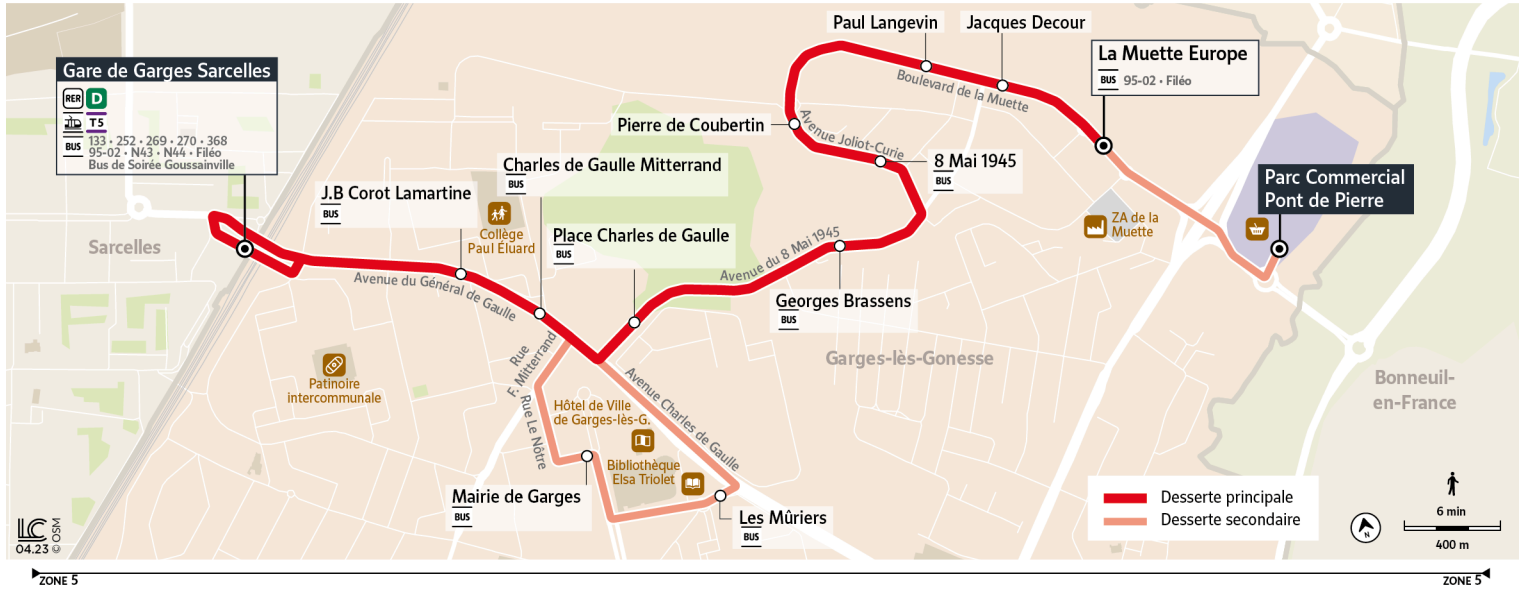 Paul Langevin
Jacques Decour
La Muette Europe
BUS 95-02 • Filéo
Gare de Garges Sarcelles
RER D
T5
BUS
133 • 252 • 269 • 270 • 368
95-02 • N43 • N44 • Filéo
Bus de Soirée Goussainville
Boulevard de la Muette
Pierre de Coubertin
Avenue Joliot-Curie
8 Mai 1945
BUS
Charles de Gaulle Mitterrand
BUS
J.B Corot Lamartine
BUS
Parc Commercial
Pont de Pierre
Collège
Paul Éluard
ZA de la
Muette
Place Charles de Gaulle
BUS
Sarcelles
Avenue du 8 Mai 1945
Avenue du Général de Gaulle
Georges Brassens
BUS
Garges-lès-Gonesse
Rue
F. Mitterrand
Patinoire
intercommunale
Avenue Charles de Gaulle
Bonneuil-
en-France
Rue Le Nôtre
Hôtel de Ville
de Garges-lès-G.
Bibliothèque
Elsa Triolet
Mairie de Garges
BUS
Les Mûriers
BUS
Desserte principale
Desserte secondaire
N
6 min
400 m
LC
04.23 © OSM
ZONE 5
ZONE 5